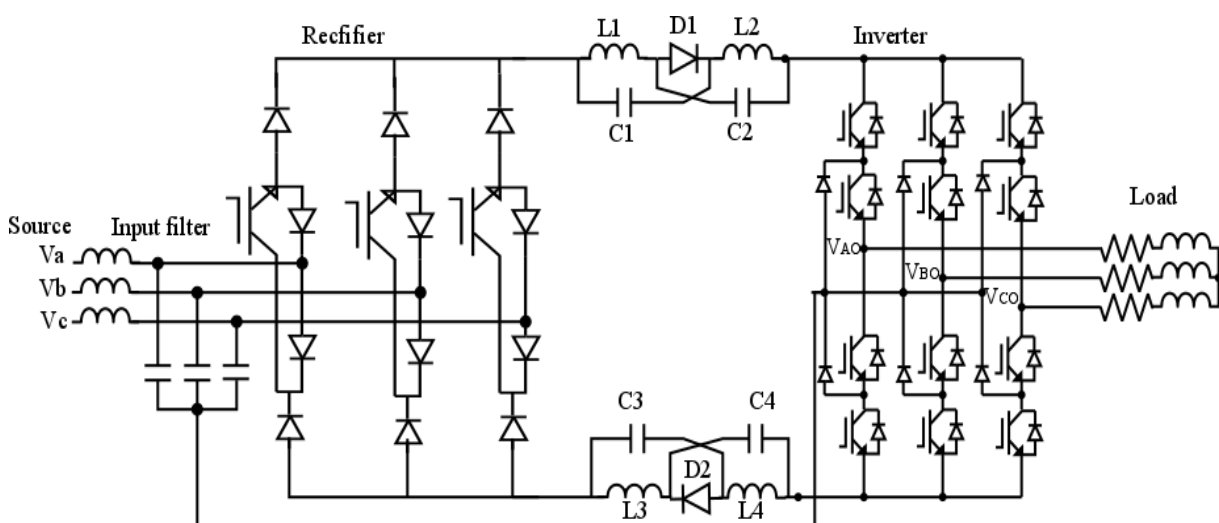 L1 D1 L2
Recfifier Inverter
C1 C2
Load
Source Input filter
Va
VAO
Vb
VBO
Vc
VCO
C3 C4
D2
L3 L4